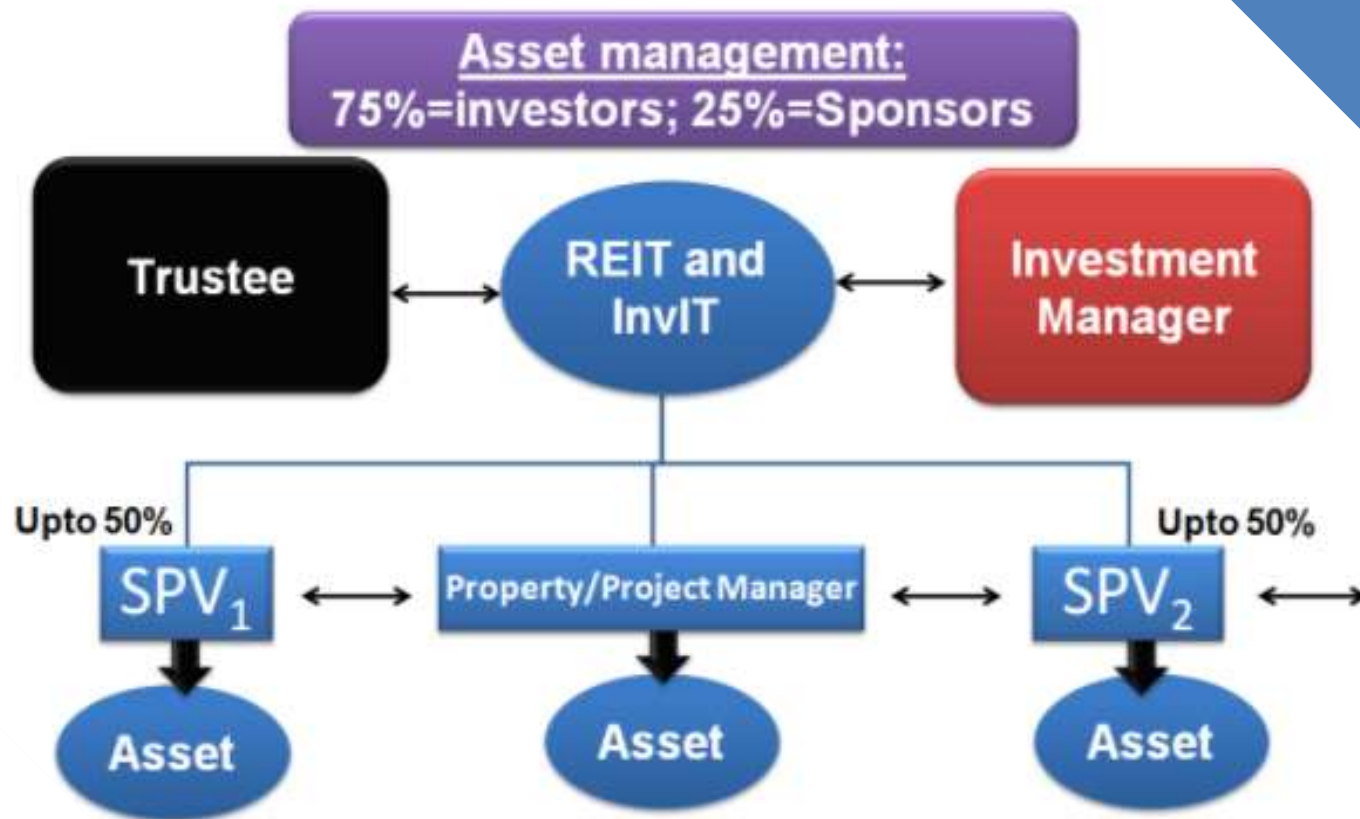 Asset management:
75%=investors; 25%=Sponsors
Trustee
REIT and
InvIT
Investment
Manager
Upto 50%
Upto 50%
SPV₁
Property/Project Manager
SPV₂
Asset
Asset
Asset